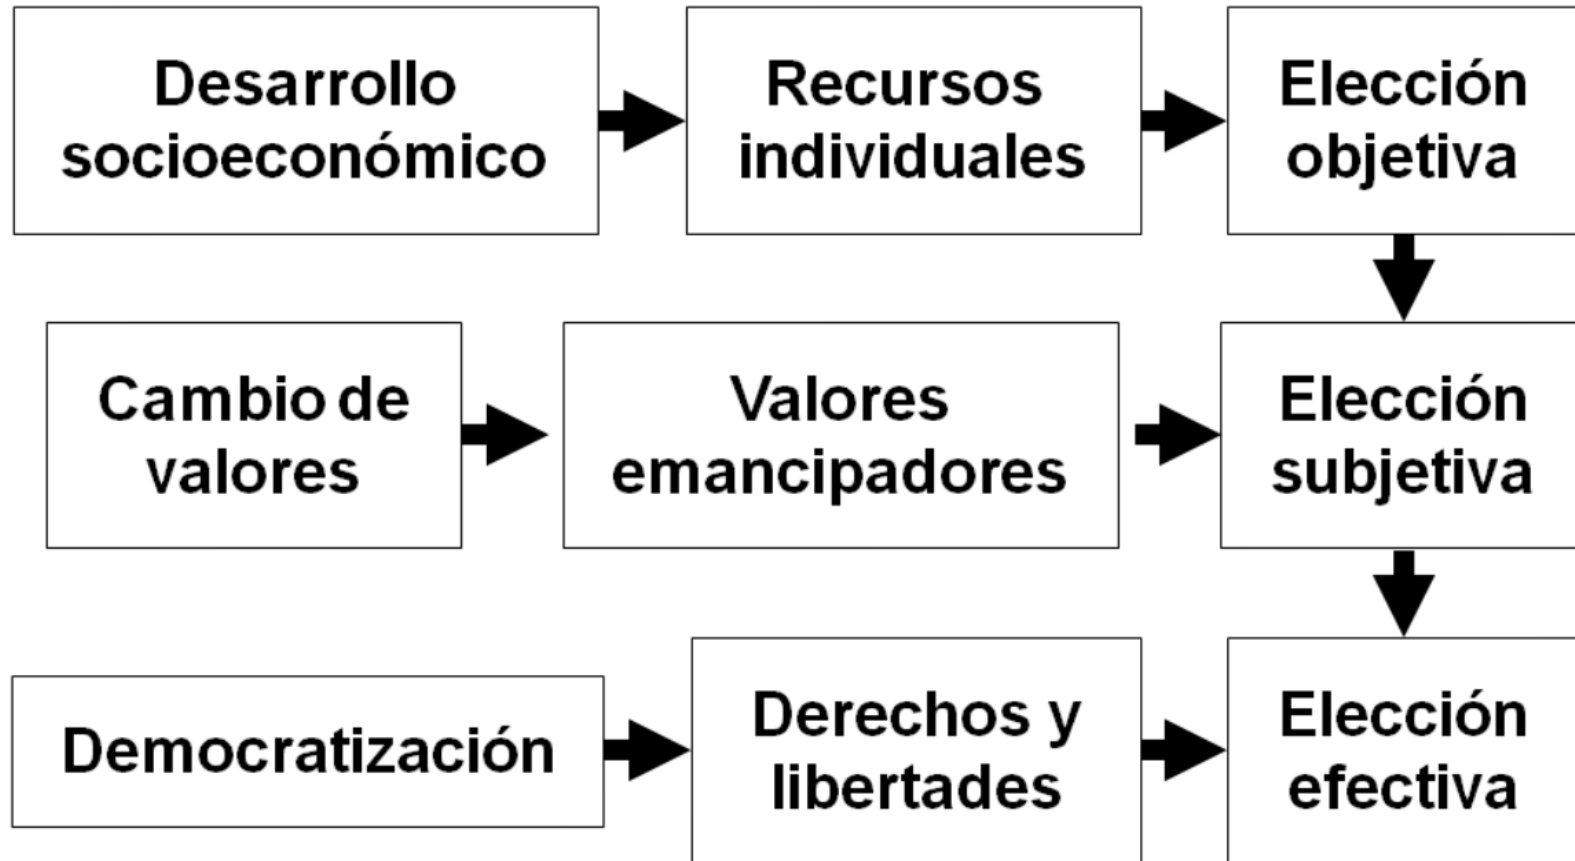 Desarrollo
socioeconómico
Recursos
individuales
Elección
objetiva
Cambio de
valores
Valores
emancipadores
Elección
subjetiva
Democratización
Derechos y
libertades
Elección
efectiva